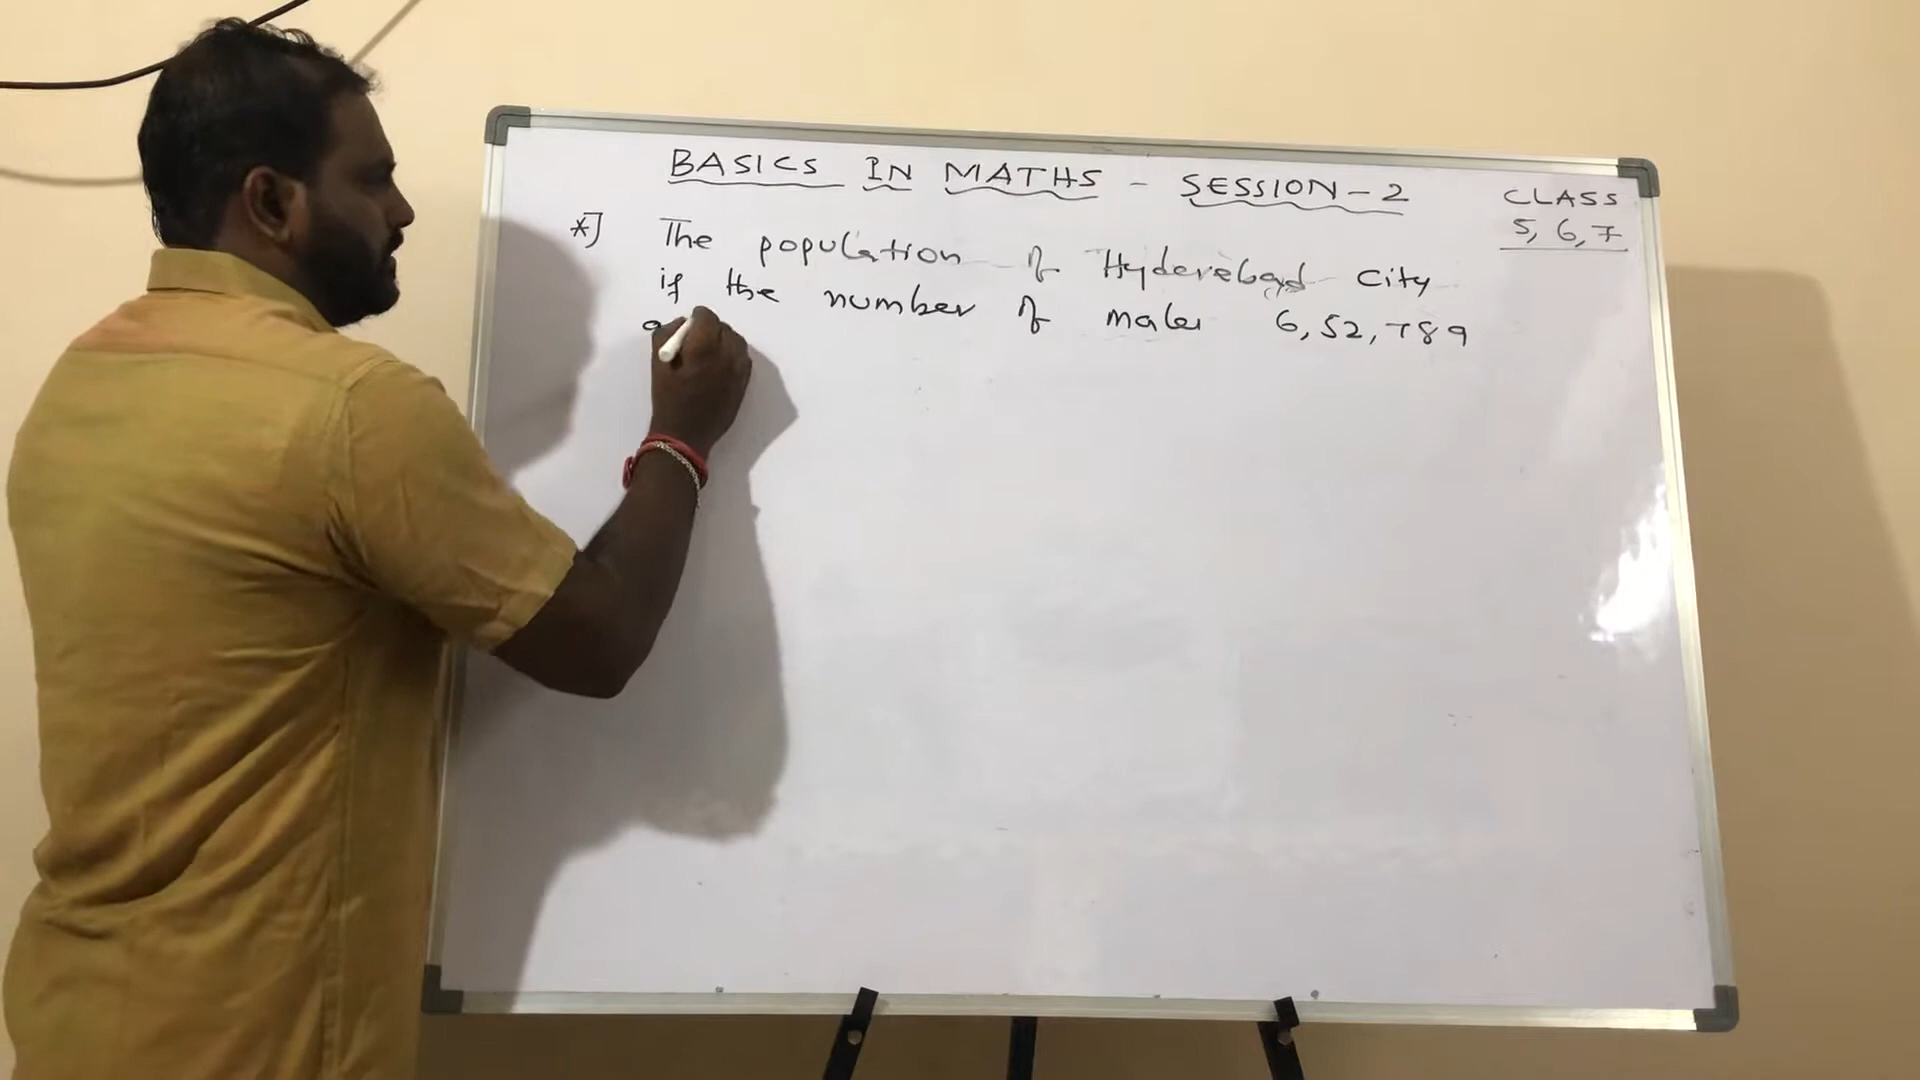 BASICS IN MATHS - SESSION-2
CLASS
5, 6, 7
*] The population of Hyderabad City
if the number of males 6,52,789
a